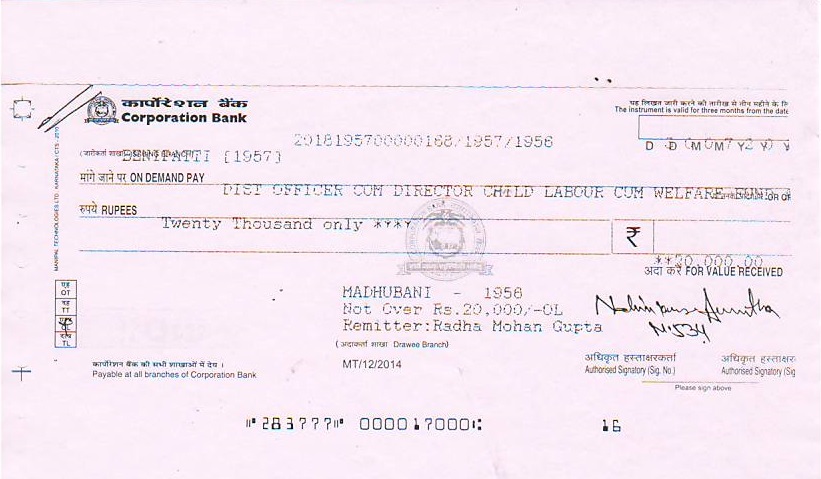 कार्पोरेशन बैंक
Corporation Bank
यह लिखत जारी करने की तारीख से तीन महीने के
The instrument is valid for three months from the date
2918195700000168/1957/1956
D D M M Y Y
BENIPATTI [1957]
मांगे जाने पर ON DEMAND PAY
DIST OFFICER CUM DIRECTOR CHILD LABOUR CUM WELFARE FUND
OR
रुपये RUPEES
Twenty Thousand only ****
₹
**20,000.00
अदा करें FOR VALUE RECEIVED
MANIPAL TECHNOLOGIES LTD. KARNATAKA / CTS - 2010
OT
TT
TL
MADHUBANI - 1956
Not Over Rs.20,000/-OL
Remitter:Radha Mohan Gupta
N:534
(अदाकर्ता शाखा Drawee Branch)
MT/12/2014
कार्पोरेशन बैंक की सभी शाखाओं में देय।
Payable at all branches of Corporation Bank
अधिकृत हस्ताक्षरकर्ता अधिकृत हस्ताक्षर
Authorised Signatory (Sig. No.) Authorised Signatory (Sig
Please sign above
⑈283777⑈ 000017000⑆ 16